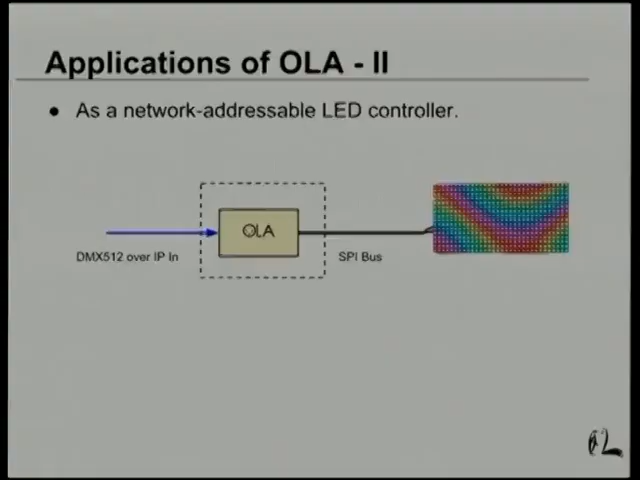 Applications of OLA - II
● As a network-addressable LED controller.
OLA
DMX512 over IP In
SPI Bus